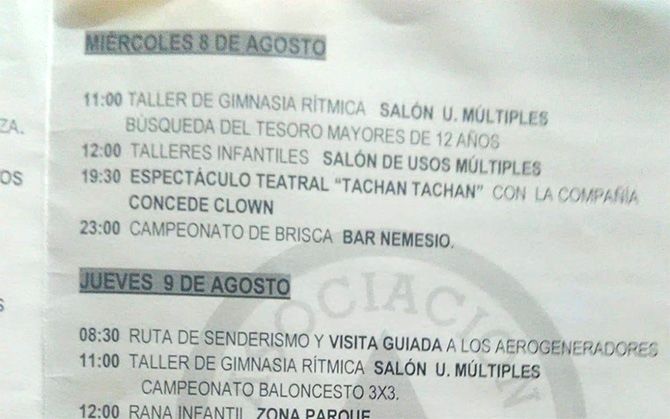 MIÉRCOLES 8 DE AGOSTO
11:00 TALLER DE GIMNASIA RÍTMICA SALÓN U. MÚLTIPLES
ZA. BÚSQUEDA DEL TESORO MAYORES DE 12 AÑOS
12:00 TALLERES INFANTILES SALÓN DE USOS MÚLTIPLES
OS 19:30 ESPECTÁCULO TEATRAL “TACHAN TACHAN” CON LA COMPAÑÍA
CONCEDE CLOWN
23:00 CAMPEONATO DE BRISCA BAR NEMESIO.
JUEVES 9 DE AGOSTO
OCIACION
08:30 RUTA DE SENDERISMO Y VISITA GUIADA A LOS AEROGENERADORES
11:00 TALLER DE GIMNASIA RÍTMICA SALÓN U. MÚLTIPLES
CAMPEONATO BALONCESTO 3X3.
12:00 RANA INFANTIL ZONA PARQUE